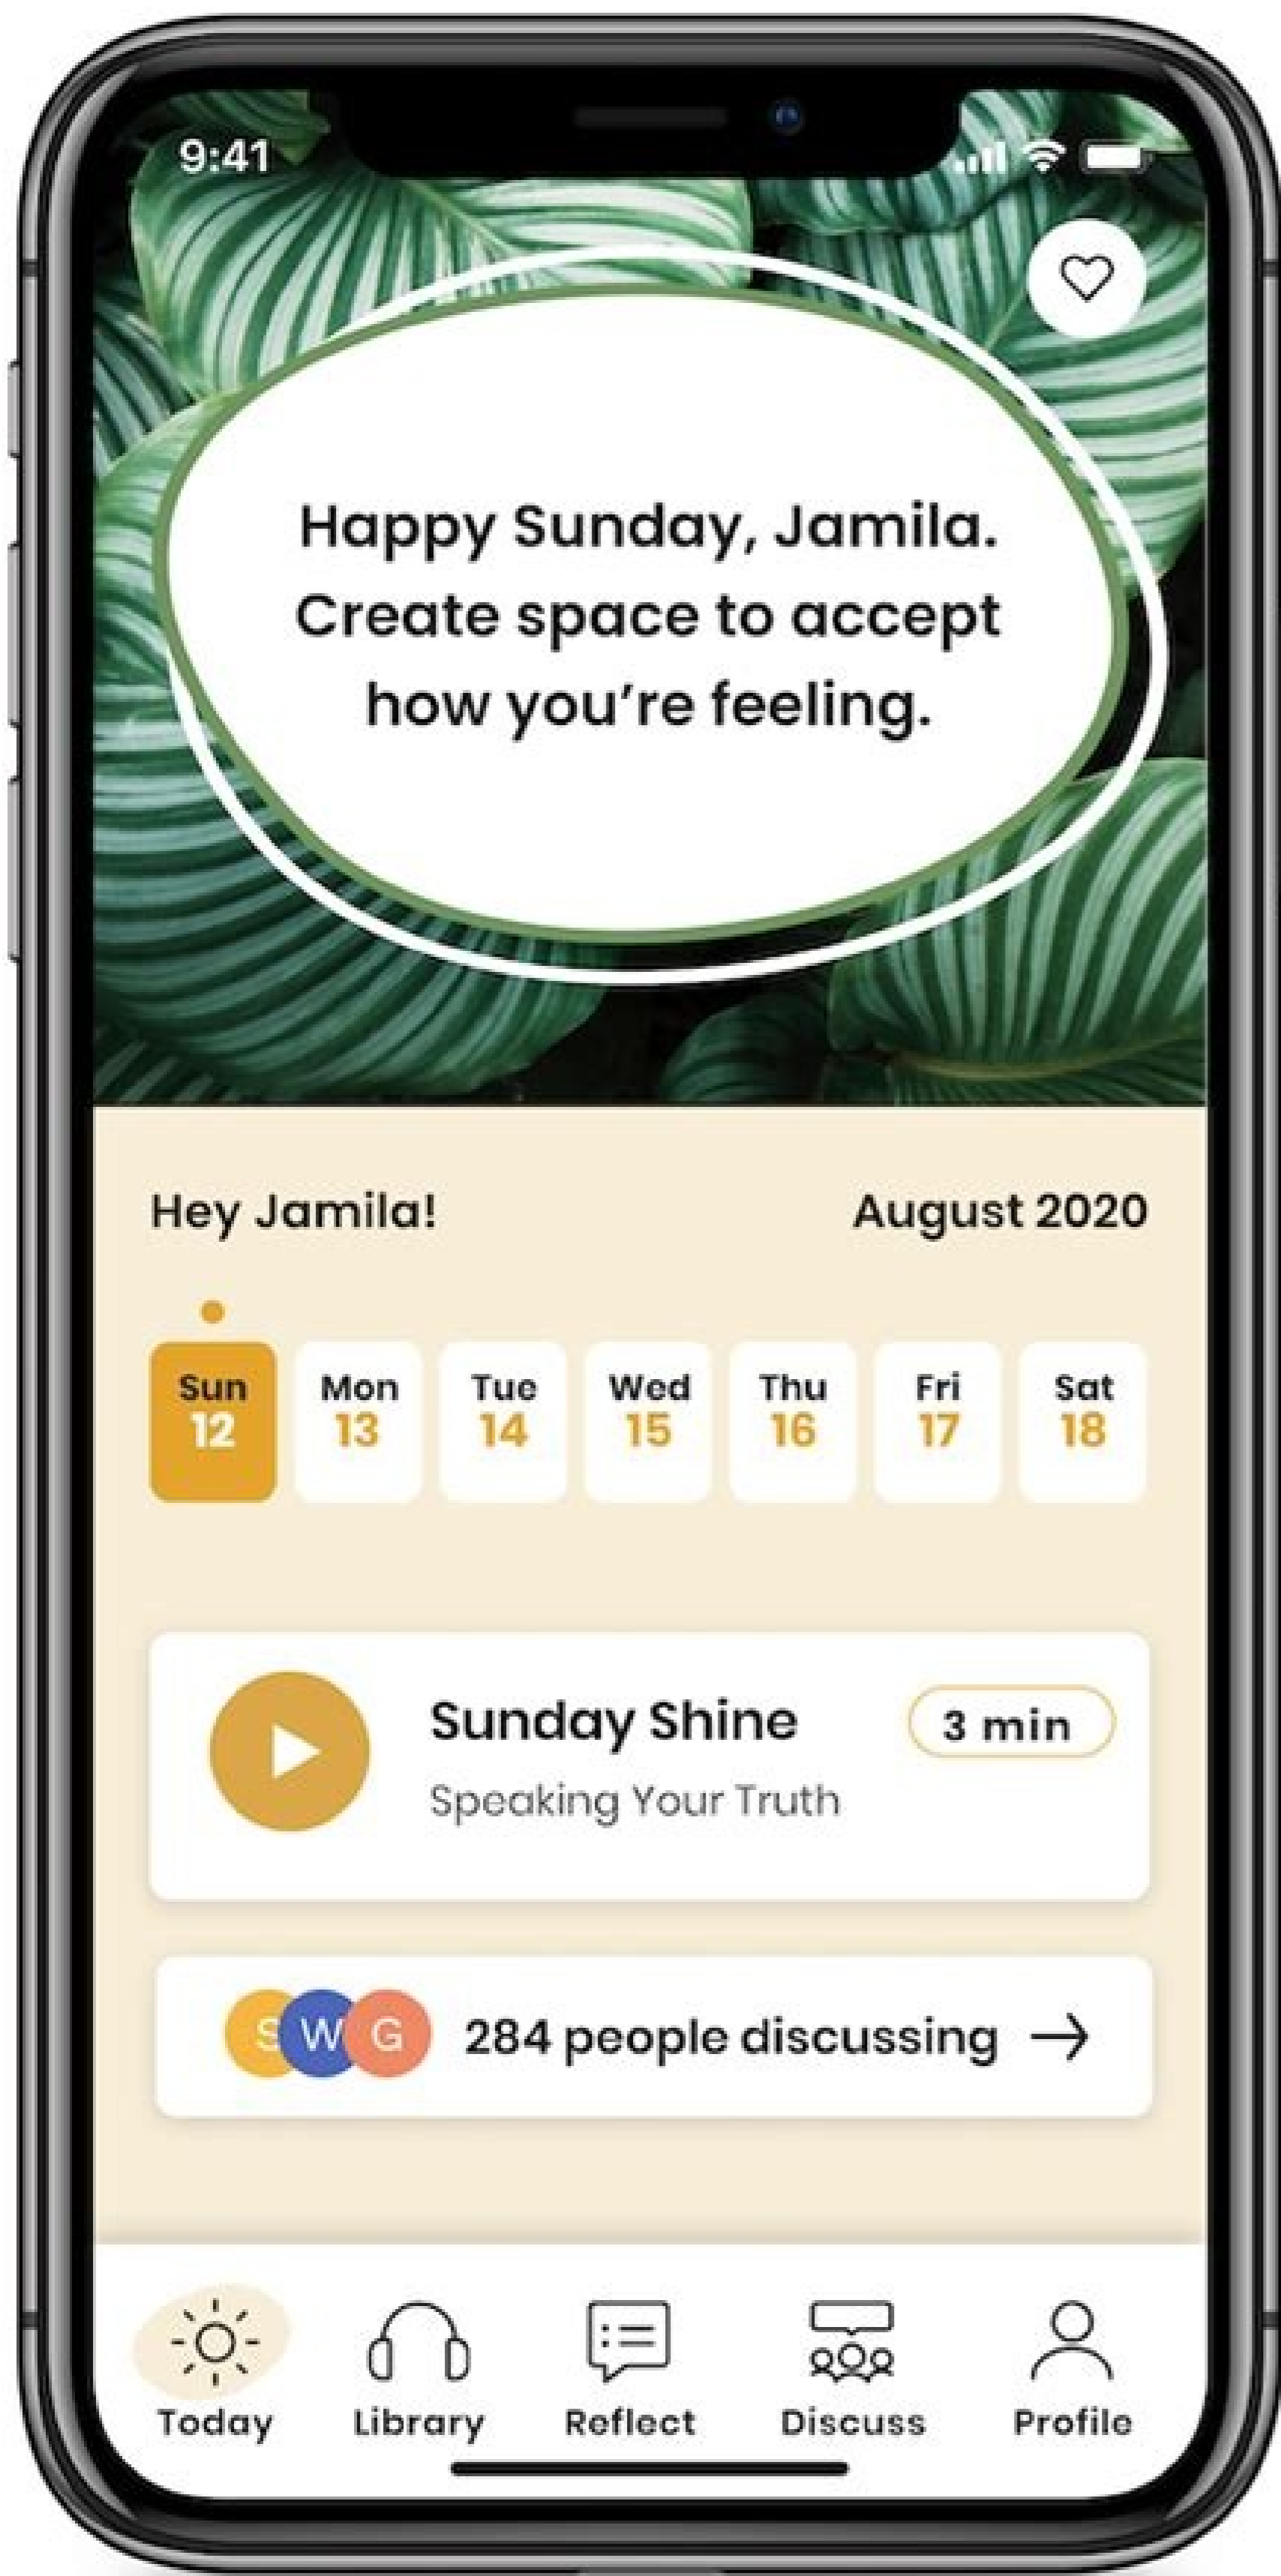 9:41
Happy Sunday, Jamila.
Create space to accept
how you’re feeling.
Hey Jamila! August 2020
Sun Mon Tue Wed Thu Fri Sat
12 13 14 15 16 17 18
Sunday Shine 3 min
Speaking Your Truth
S W G 284 people discussing
Today Library Reflect Discuss Profile